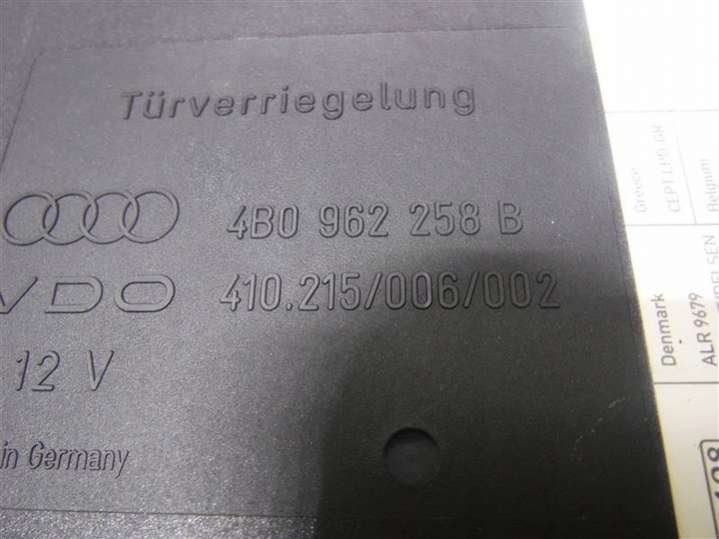 Türverriegelung
4B0 962 258 B
VDO 410.215/006/002
12 V
in Germany
Greece
CEPT LPD GR
Belgium
Denmark
ALR 9679